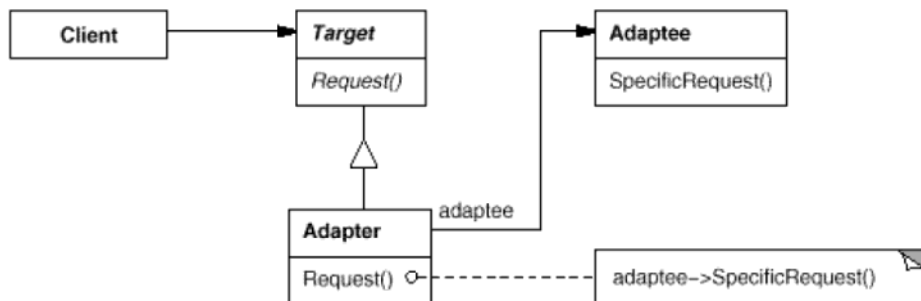 Client
Target
Request()
Adaptee
SpecificRequest()
adaptee
Adapter
Request()
adaptee->SpecificRequest()